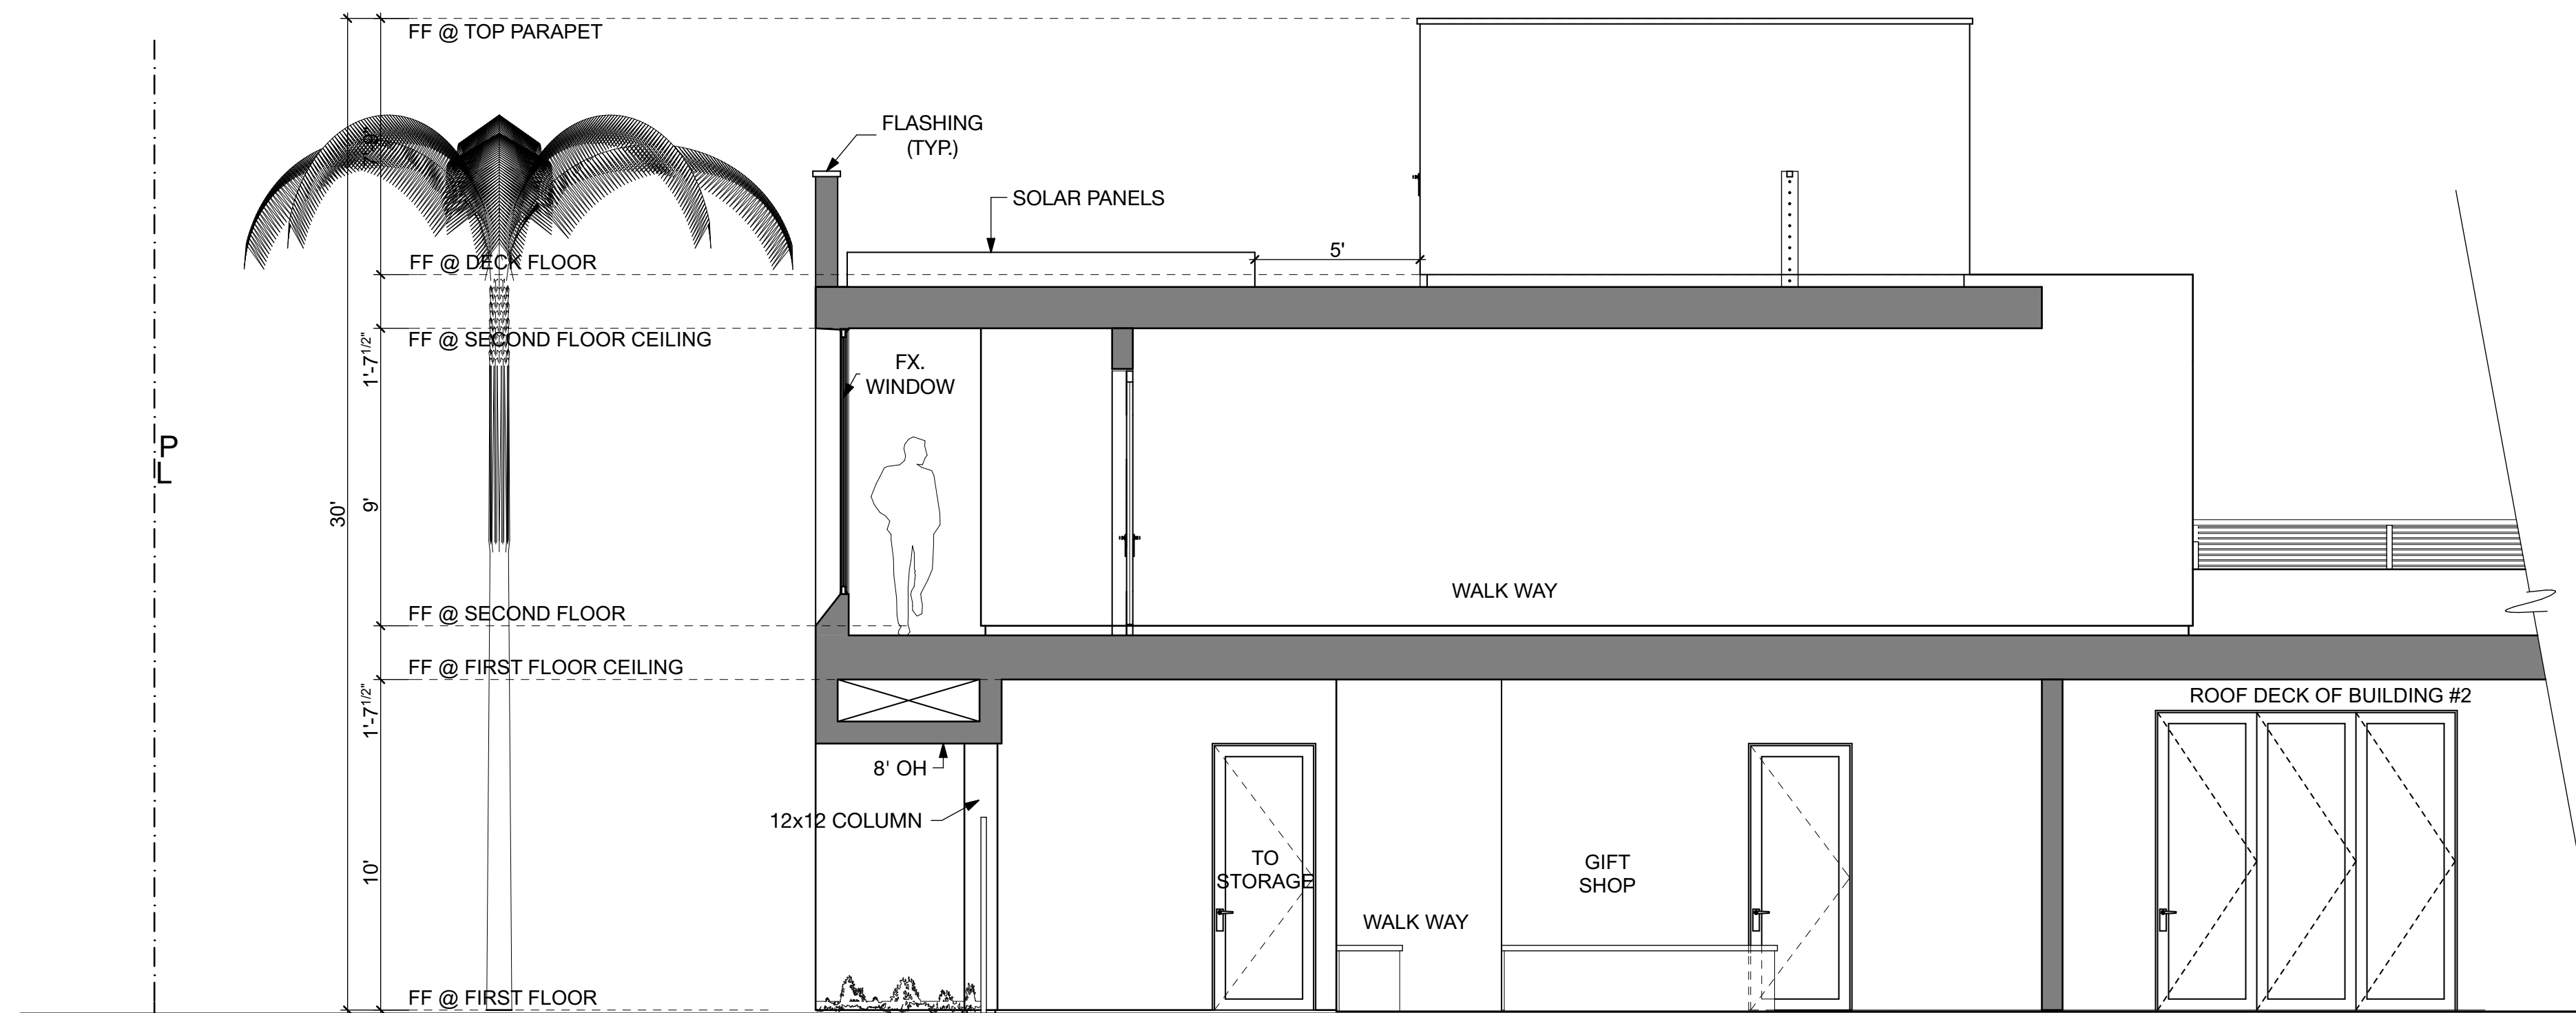 FF @ TOP PARAPET
FLASHING
(TYP.)
7'-9"
SOLAR PANELS
5'
FF @ DECK FLOOR
FF @ SECOND FLOOR CEILING
1'-7 1/2"
FX.
WINDOW
P
L
30'
9'
WALK WAY
FF @ SECOND FLOOR
FF @ FIRST FLOOR CEILING
1'-7 1/2"
ROOF DECK OF BUILDING #2
8' OH
12x12 COLUMN
10'
TO
STORAGE
GIFT
SHOP
WALK WAY
FF @ FIRST FLOOR